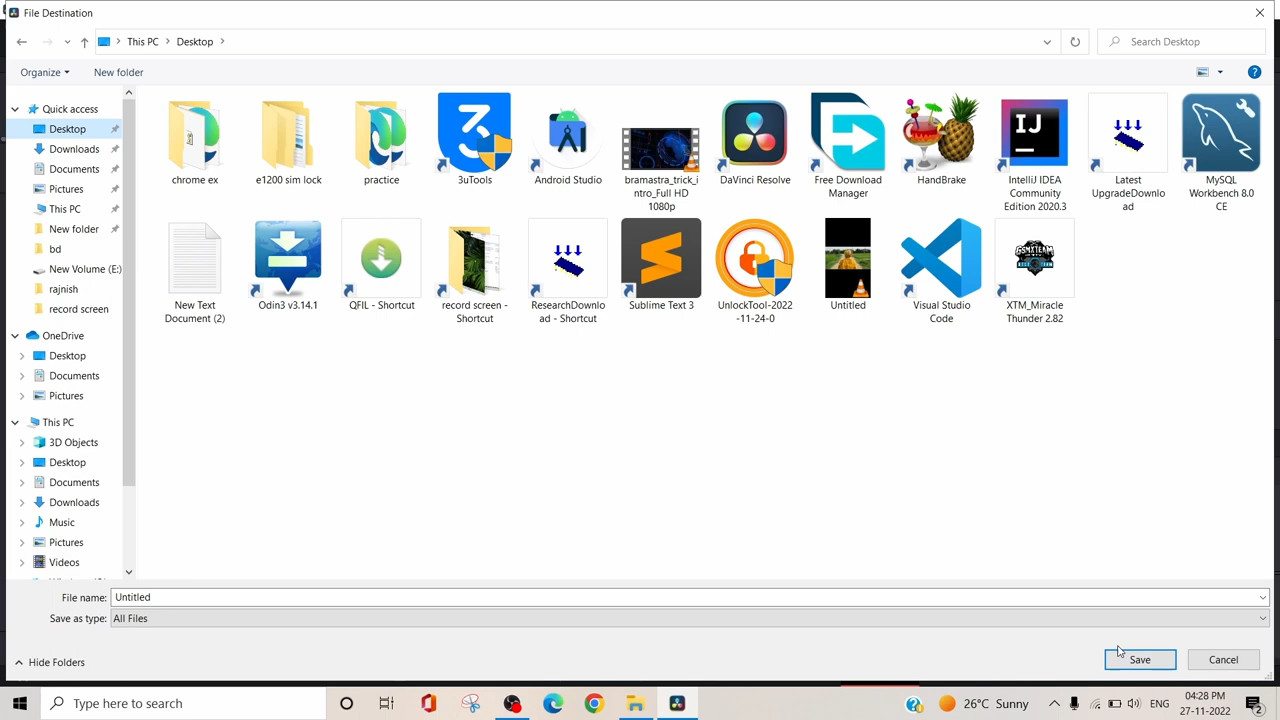 File Destination
This PC
Desktop
Search Desktop
Organize
New folder
Quick access
Desktop
Downloads
Documents
Pictures
This PC
New folder
bd
New Volume (E:)
rajnish
record screen
OneDrive
Desktop
Documents
Pictures
This PC
3D Objects
Desktop
Documents
Downloads
Music
Pictures
Videos
chrome ex
e1200 sim lock
practice
3uTools
Android Studio
bramastra_trick_i
ntro_Full HD
1080p
DaVinci Resolve
Free Download
Manager
HandBrake
IJ
IntelliJ IDEA
Community
Edition 2020.3
Latest
UpgradeDownlo
ad
MySQL
Workbench 8.0
CE
New Text
Document (2)
Odin3 v3.14.1
QFIL - Shortcut
record screen -
Shortcut
ResearchDownlo
ad - Shortcut
Sublime Text 3
UnlockTool-2022
-11-24-0
Untitled
Visual Studio
Code
XTM_Miracle
Thunder 2.82
File name:
Untitled
Save as type:
All Files
Hide Folders
Save
Cancel
Type here to search
26°C Sunny
ENG
04:28 PM
27-11-2022
2